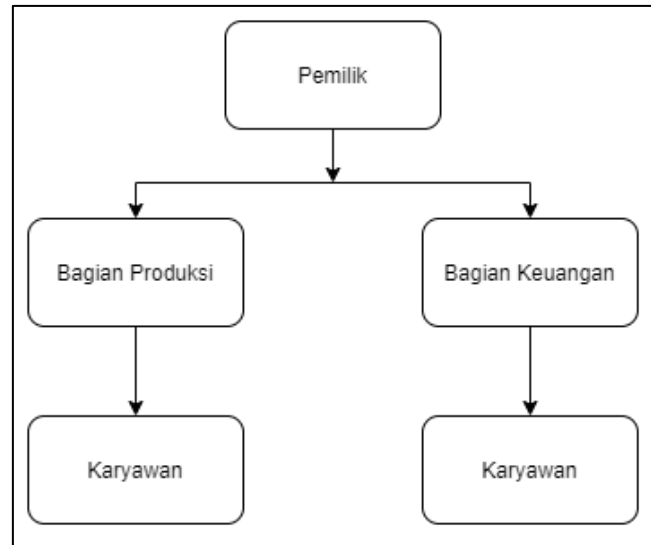 Pemilik
Bagian Produksi
Bagian Keuangan
Karyawan
Karyawan